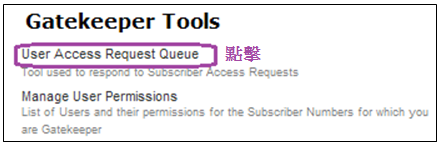 Gatekeeper Tools
User Access Request Queue 點擊
Tool used to respond to Subscriber Access Requests
Manage User Permissions
List of Users and their permissions for the Subscriber Numbers for which you
are Gatekeeper